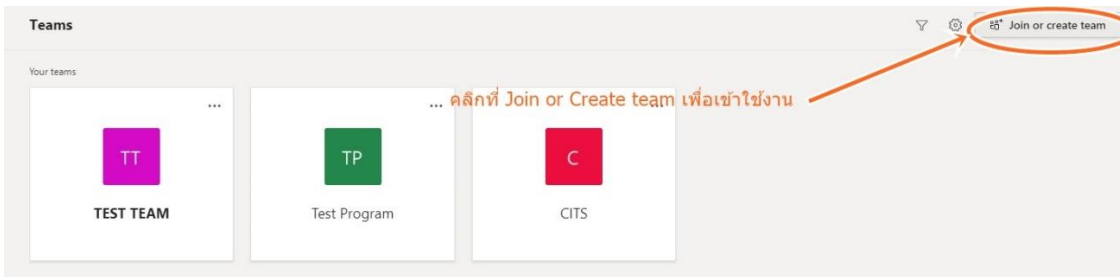 Teams
Join or create team
Your teams
... ... คลิกที่ Join or Create team เพื่อเข้าใช้งาน
TT TP C
TEST TEAM Test Program CITS